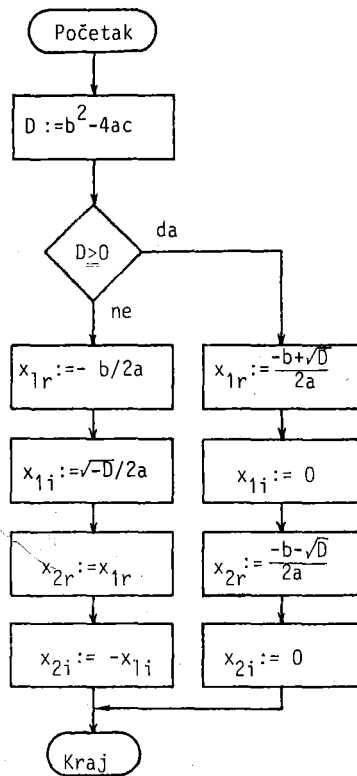 Početak
D := b²-4ac
D≥0
da
ne
x₁ᵣ:=- b/2a
x₁ᵣ:= (-b+√D)/2a
x₁ᵢ:=√-D/2a
x₁ᵢ:= 0
x₂ᵣ:=x₁ᵣ
x₂ᵣ:= (-b-√D)/2a
x₂ᵢ:= -x₁ᵢ
x₂ᵢ:= 0
Kraj